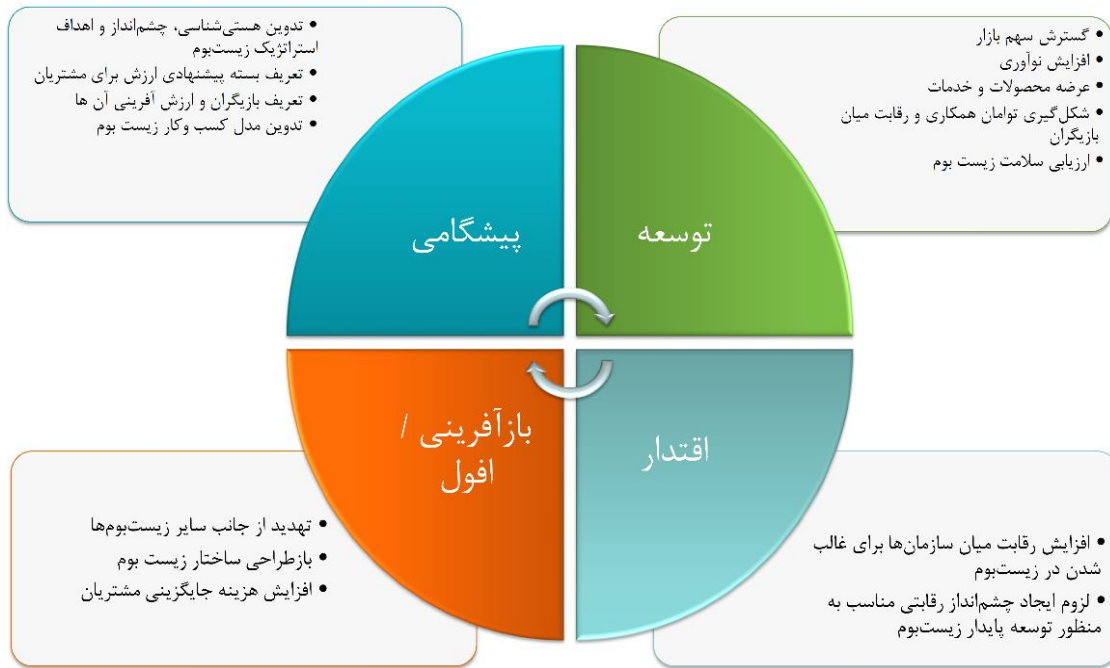 • گسترش سهم بازار
• افزایش نوآوری
• عرضه محصولات و خدمات
• شکل‌گیری توامان همکاری و رقابت میان
بازیگران
• ارزیابی سلامت زیست بوم
توسعه
• تدوین هستی‌شناسی، چشم‌انداز و اهداف
استراتژیک زیست‌بوم
• تعریف بسته پیشنهادی ارزش برای مشتریان
• تعریف بازیگران و ارزش آفرینی آن ها
• تدوین مدل کسب وکار زیست بوم
پیشگامی
اقتدار
• افزایش رقابت میان سازمان‌ها برای غالب
شدن در زیست‌بوم
• لزوم ایجاد چشم‌انداز رقابتی مناسب به
منظور توسعه پایدار زیست‌بوم
بازآفرینی /
افول
• تهدید از جانب سایر زیست‌بوم‌ها
• بازطراحی ساختار زیست بوم
• افزایش هزینه جایگزینی مشتریان